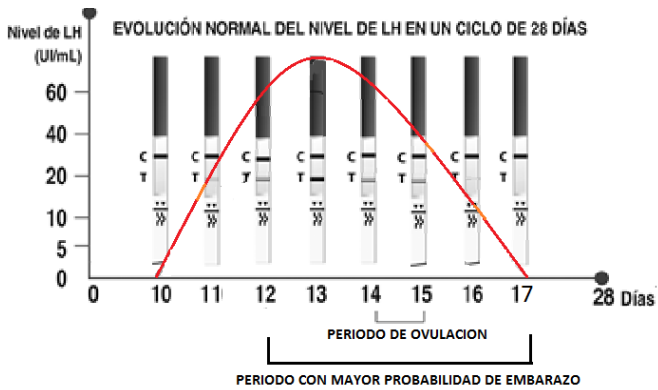 EVOLUCIÓN NORMAL DEL NIVEL DE LH EN UN CICLO DE 28 DÍAS
Nivel de LH
(UI/mL)
60
40
20
10
5
0
C C C C C C C
T T T T T T T
0 10 11 12 13 14 15 16 17 28 Días
PERIODO DE OVULACION
PERIODO CON MAYOR PROBABILIDAD DE EMBARAZO